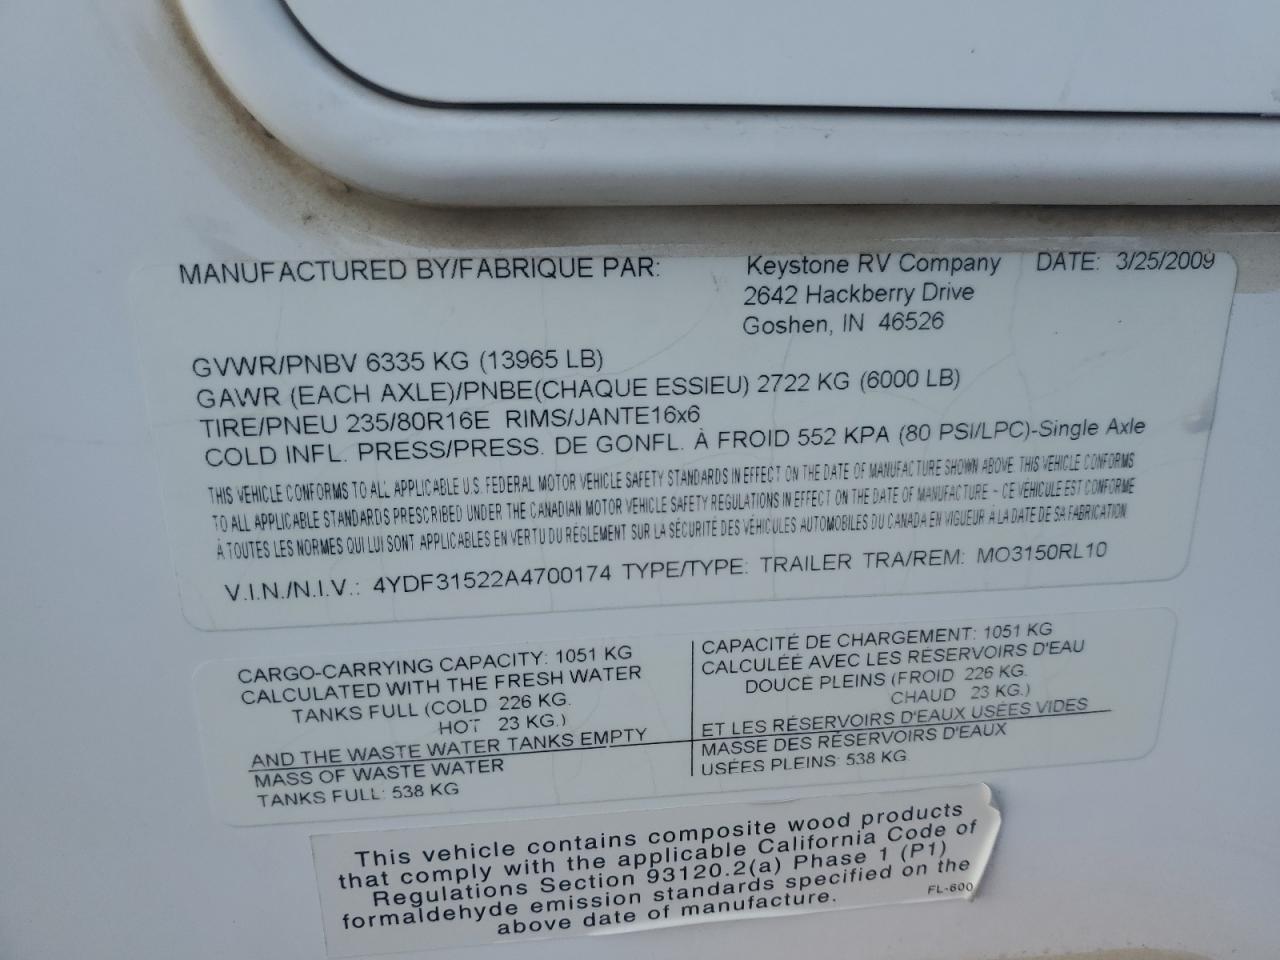 MANUFACTURED BY/FABRIQUE PAR: Keystone RV Company DATE: 3/25/2009
2642 Hackberry Drive
Goshen, IN 46526
GVWR/PNBV 6335 KG (13965 LB)
GAWR (EACH AXLE)/PNBE(CHAQUE ESSIEU) 2722 KG (6000 LB)
TIRE/PNEU 235/80R16E RIMS/JANTE16x6
COLD INFL. PRESS/PRESS. DE GONFL. À FROID 552 KPA (80 PSI/LPC)-Single Axle
THIS VEHICLE CONFORMS TO ALL APPLICABLE U.S. FEDERAL MOTOR VEHICLE SAFETY STANDARDS IN EFFECT ON THE DATE OF MANUFACTURE SHOWN ABOVE. THIS VEHICLE CONFORMS
TO ALL APPLICABLE STANDARDS PRESCRIBED UNDER THE CANADIAN MOTOR VEHICLE SAFETY REGULATIONS IN EFFECT ON THE DATE OF MANUFACTURE - CE VÉHICULE EST CONFORME
À TOUTES LES NORMES QUI LUI SONT APPLICABLES EN VERTU DU RÈGLEMENT SUR LA SÉCURITÉ DES VÉHICULES AUTOMOBILES DU CANADA EN VIGUEUR À LA DATE DE SA FABRICATION
V.I.N./N.I.V.: 4YDF31522A4700174 TYPE/TYPE: TRAILER TRA/REM: MO3150RL10
CARGO-CARRYING CAPACITY: 1051 KG
CALCULATED WITH THE FRESH WATER
TANKS FULL (COLD 226 KG.
HOT 23 KG.)
AND THE WASTE WATER TANKS EMPTY
MASS OF WASTE WATER
TANKS FULL: 538 KG
CAPACITÉ DE CHARGEMENT: 1051 KG
CALCULÉE AVEC LES RÉSERVOIRS D'EAU
DOUCE PLEINS (FROID 226 KG.
CHAUD 23 KG.)
ET LES RÉSERVOIRS D'EAUX USÉES VIDES
MASSE DES RÉSERVOIRS D'EAUX
USÉES PLEINS: 538 KG
This vehicle contains composite wood products
that comply with the applicable California Code of
Regulations Section 93120.2(a) Phase 1 (P1)
formaldehyde emission standards specified on the
above date of manufacture.
FL-600